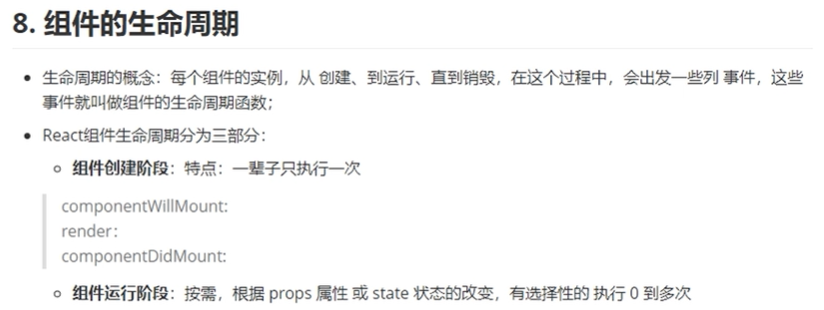 8. 组件的生命周期
生命周期的概念：每个组件的实例，从 创建、到运行、直到销毁，在这个过程中，会出发一些列 事件，这些
事件就叫做组件的生命周期函数；
React组件生命周期分为三部分：
组件创建阶段：特点：一辈子只执行一次
componentWillMount:
render：
componentDidMount:
组件运行阶段：按需，根据 props 属性 或 state 状态的改变，有选择性的 执行 0 到多次